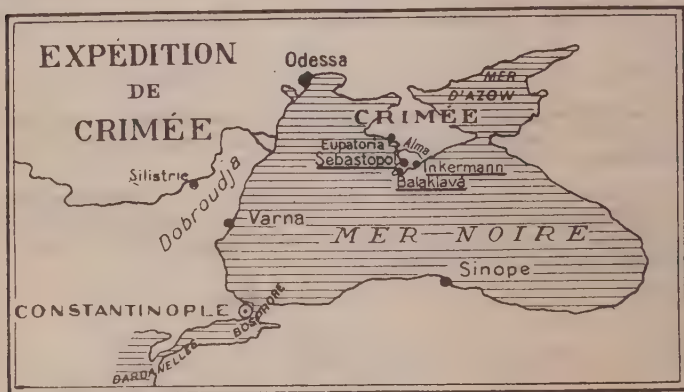 EXPÉDITION
DE
CRIMÉE
Odessa
MER
D'AZOW
CRIMÉE
Eupatoria
Alma
Sébastopol
Inkermann
Balaklava
Silistrie
Dobroudja
Varna
MER NOIRE
Sinope
CONSTANTINOPLE
BOSPHORE
DARDANELLES